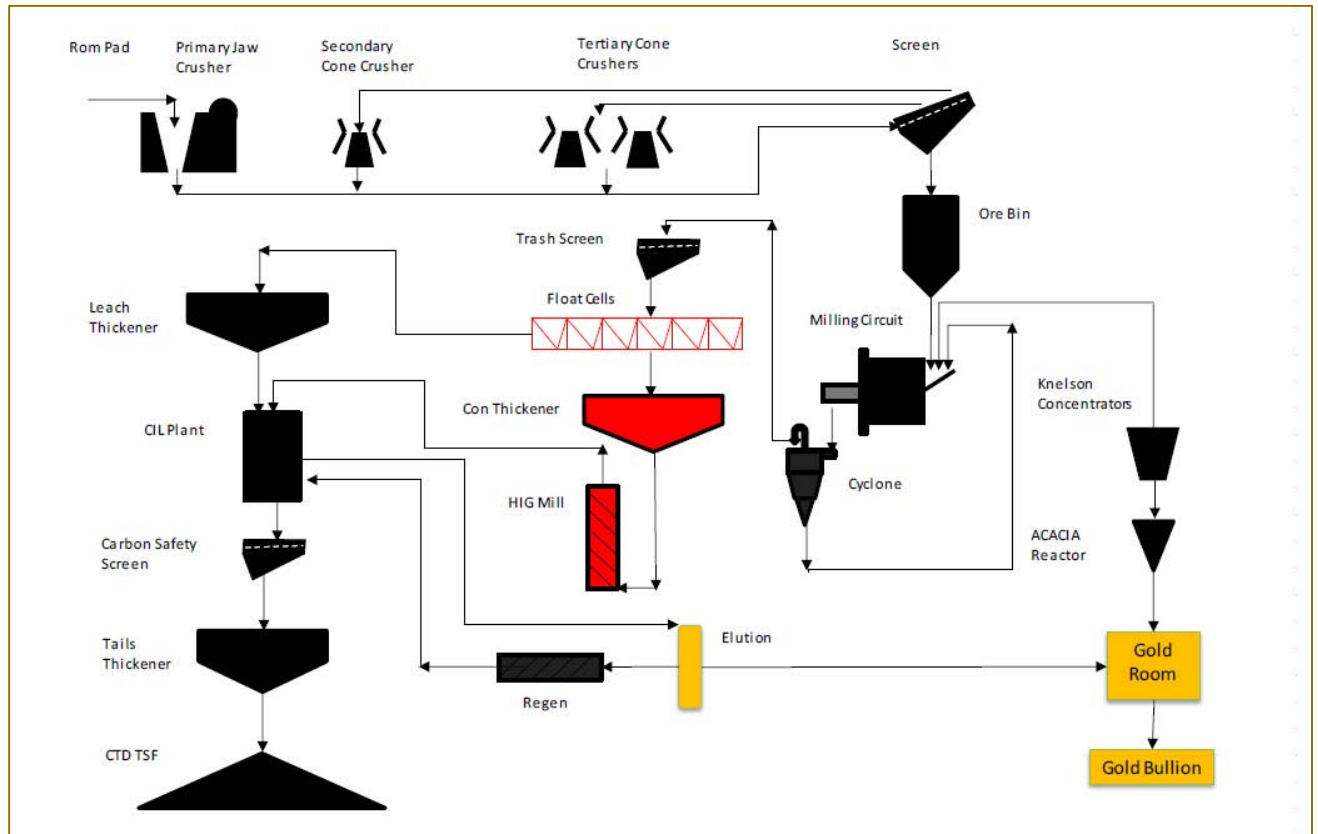 Rom Pad
Primary Jaw
Crusher
Secondary
Cone Crusher
Tertiary Cone
Crushers
Screen
Ore Bin
Trash Screen
Float Cells
Leach
Thickener
Milling Circuit
Knelson
Concentrators
Con Thickener
CIL Plant
Cyclone
HIG Mill
ACACIA
Reactor
Carbon Safety
Screen
Tails
Thickener
Elution
Gold
Room
Regen
CTD TSF
Gold Bullion